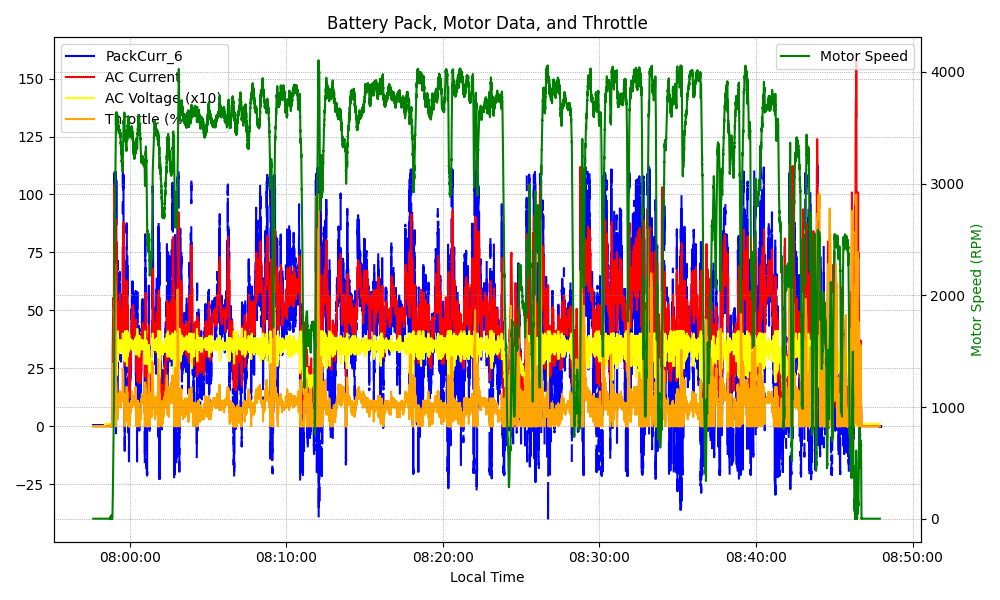 Battery Pack, Motor Data, and Throttle
PackCurr_6
AC Current
AC Voltage (x10)
Throttle (%)
Motor Speed
150
125
100
75
50
25
0
−25
4000
3000
2000
1000
0
Motor Speed (RPM)
08:00:00
08:10:00
08:20:00
08:30:00
08:40:00
08:50:00
Local Time